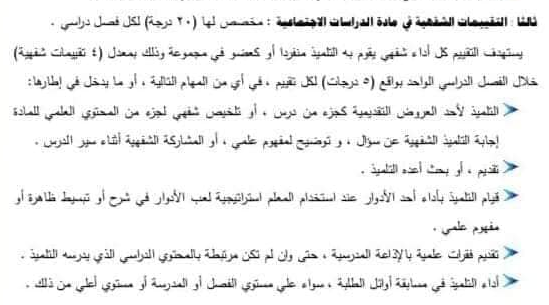 ثالثا : التقييمات الشفهية في مادة الدراسات الاجتماعية : مخصص لها (٢٠ درجة) لكل فصل دراسي .
يستهدف التقييم كل أداء شفهي يقوم به التلميذ منفردا أو كعضو في مجموعة وذلك بمعدل (٤ تقييمات شفهية)
خلال الفصل الدراسي الواحد بواقع (٥ درجات) لكل تقييم ، في أي من المهام التالية ، أو ما يدخل في إطارها:
التلميذ لأحد العروض التقديمية كجزء من درس ، أو تلخيص شفهي لجزء من المحتوي العلمي للمادة
إجابة التلميذ الشفهية عن سؤال ، و توضيح لمفهوم علمي ، أو المشاركة الشفهية أثناء سير الدرس .
تقديم ، أو بحث أعده التلميذ .
قيام التلميذ بأداء أحد الأدوار عند استخدام المعلم استراتيجية لعب الأدوار في شرح أو تبسيط ظاهرة أو
مفهوم علمي .
تقديم فقرات علمية بالإذاعة المدرسية ، حتى وان لم تكن مرتبطة بالمحتوي الدراسي الذي يدرسه التلميذ .
أداء التلميذ في مسابقة أوائل الطلبة ، سواء علي مستوي الفصل أو المدرسة أو مستوي أعلي من ذلك .